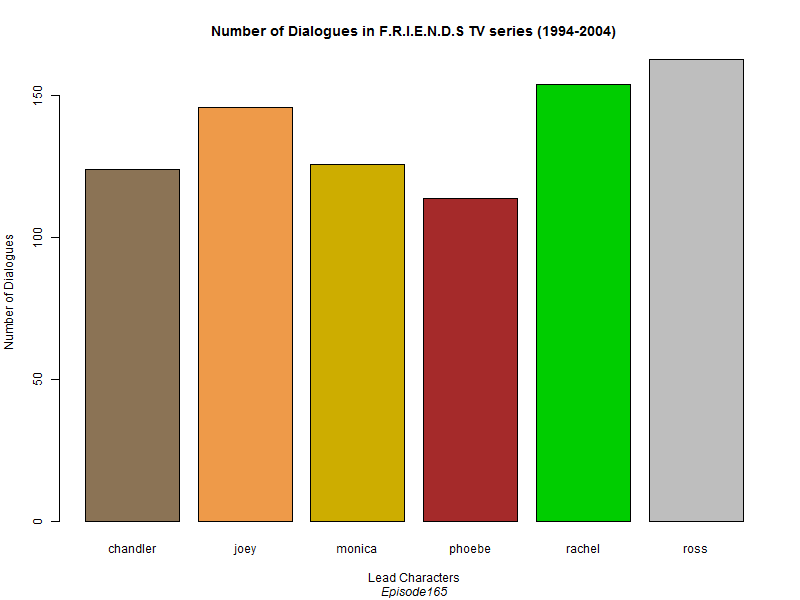 Number of Dialogues in F.R.I.E.N.D.S TV series (1994-2004)
Number of Dialogues
150
100
50
0
chandler joey monica phoebe rachel ross
Lead Characters
Episode165